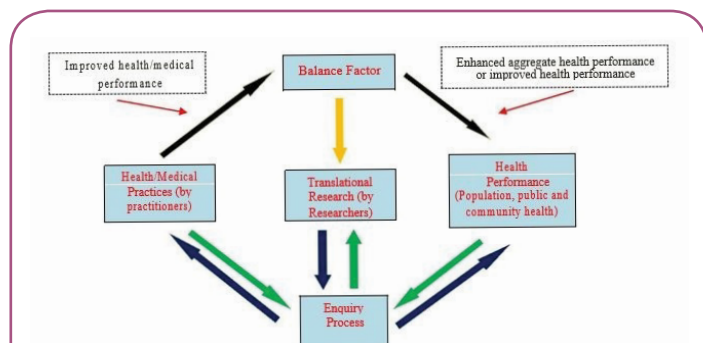 Improved health/medical
performance
Balance Factor
Enhanced aggregate health performance
or improved health performance
Health/Medical
Practices (by
practitioners)
Translational
Research (by
Researchers)
Health
Performance
(Population, public and
community health)
Enquiry
Process